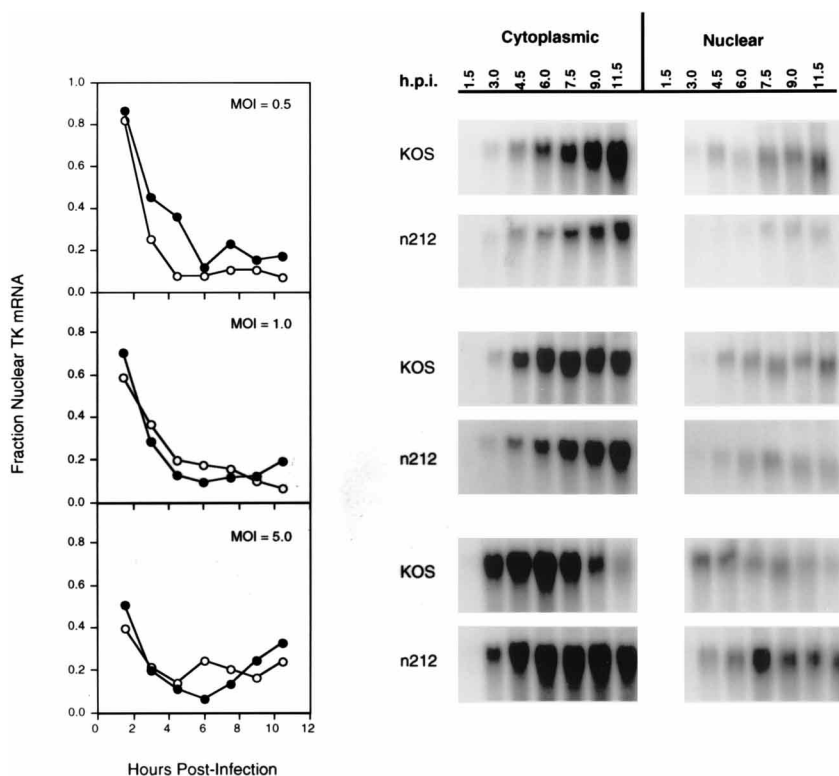 Fraction Nuclear TK mRNA
1.0
0.8
0.6
0.4
0.2
0.0
MOI = 0.5
0.8
0.6
0.4
0.2
0.0
MOI = 1.0
0.8
0.6
0.4
0.2
0.0
MOI = 5.0
0 2 4 6 8 10 12
Hours Post-Infection
Cytoplasmic Nuclear
h.p.i. 1.5 3.0 4.5 6.0 7.5 9.0 11.5 1.5 3.0 4.5 6.0 7.5 9.0 11.5
KOS
n212
KOS
n212
KOS
n212